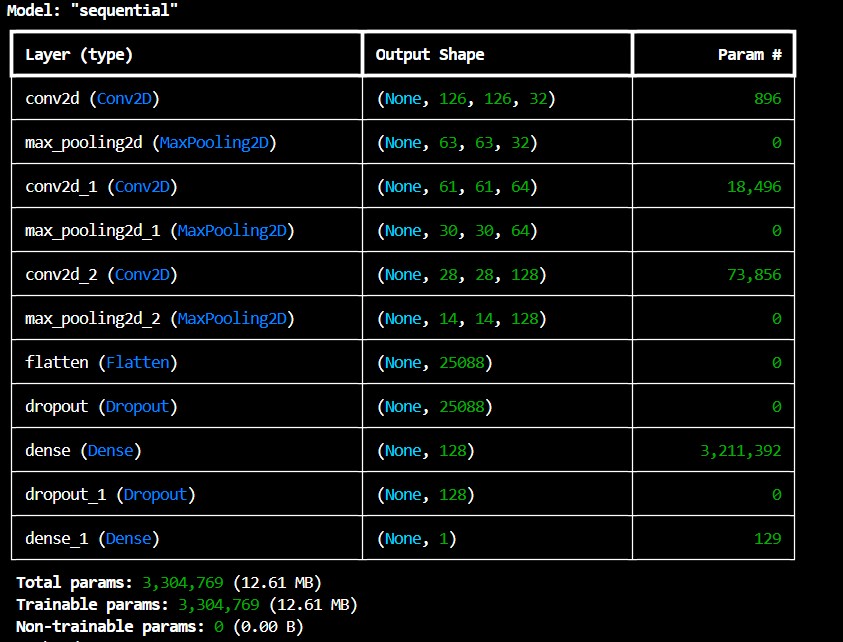 Model: "sequential"
Layer (type) Output Shape Param #
conv2d (Conv2D) (None, 126, 126, 32) 896
max_pooling2d (MaxPooling2D) (None, 63, 63, 32) 0
conv2d_1 (Conv2D) (None, 61, 61, 64) 18,496
max_pooling2d_1 (MaxPooling2D) (None, 30, 30, 64) 0
conv2d_2 (Conv2D) (None, 28, 28, 128) 73,856
max_pooling2d_2 (MaxPooling2D) (None, 14, 14, 128) 0
flatten (Flatten) (None, 25088) 0
dropout (Dropout) (None, 25088) 0
dense (Dense) (None, 128) 3,211,392
dropout_1 (Dropout) (None, 128) 0
dense_1 (Dense) (None, 1) 129
Total params: 3,304,769 (12.61 MB)
Trainable params: 3,304,769 (12.61 MB)
Non-trainable params: 0 (0.00 B)